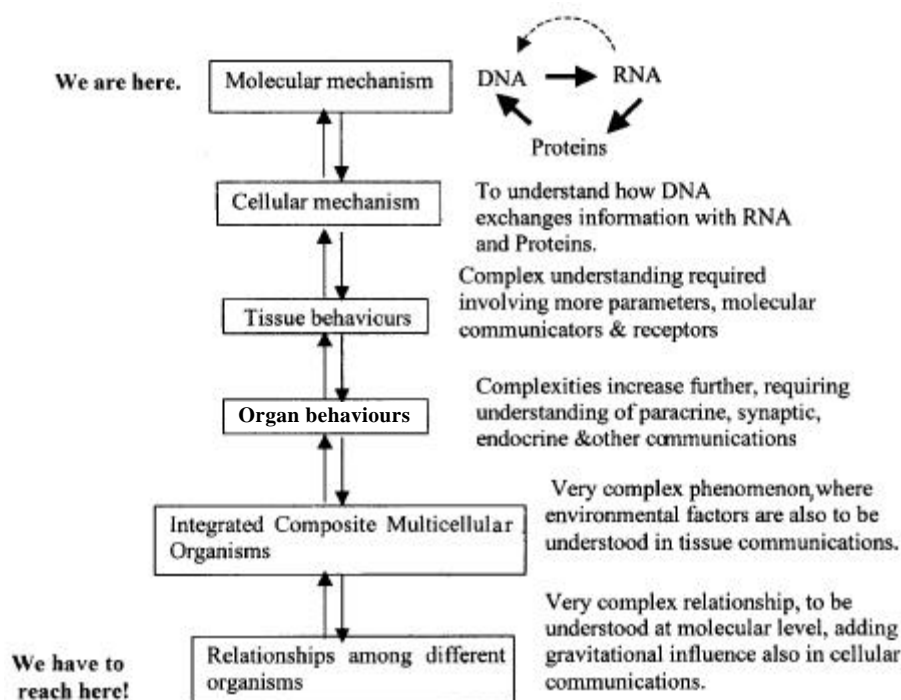 We are here.
Molecular mechanism
DNA
RNA
Proteins
Cellular mechanism
To understand how DNA
exchanges information with RNA
and Proteins.
Tissue behaviours
Complex understanding required
involving more parameters, molecular
communicators & receptors
Organ behaviours
Complexities increase further, requiring
understanding of paracrine, synaptic,
endocrine &other communications
Integrated Composite Multicellular
Organisms
Very complex phenomenon, where
environmental factors are also to be
understood in tissue communications.
We have to
reach here!
Relationships among different
organisms
Very complex relationship, to be
understood at molecular level, adding
gravitational influence also in cellular
communications.